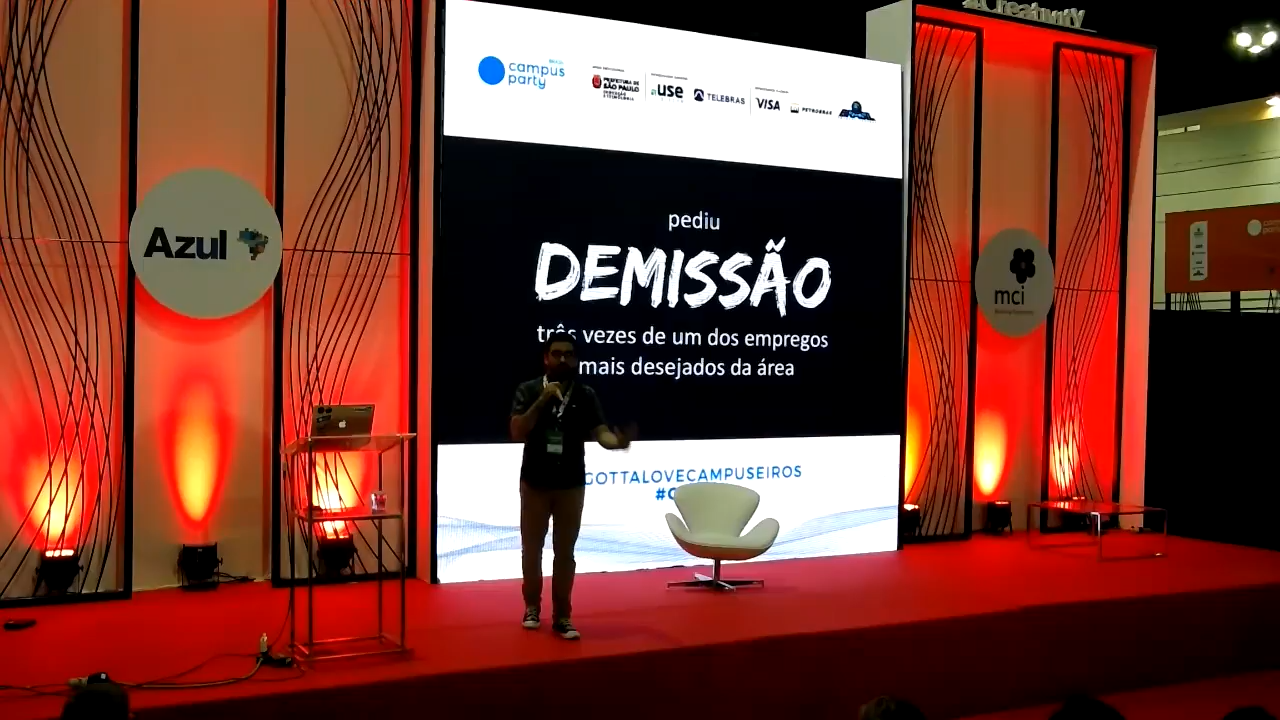 #Creativity
campus
party
PREFEITURA DE
SÃO PAULO
use
TELEBRAS
VISA
PETROBRAS
Azul
mci
pediu
DEMISSÃO
três vezes de um dos empregos
mais desejados da área
GOTTALOVECAMPUSEIROS